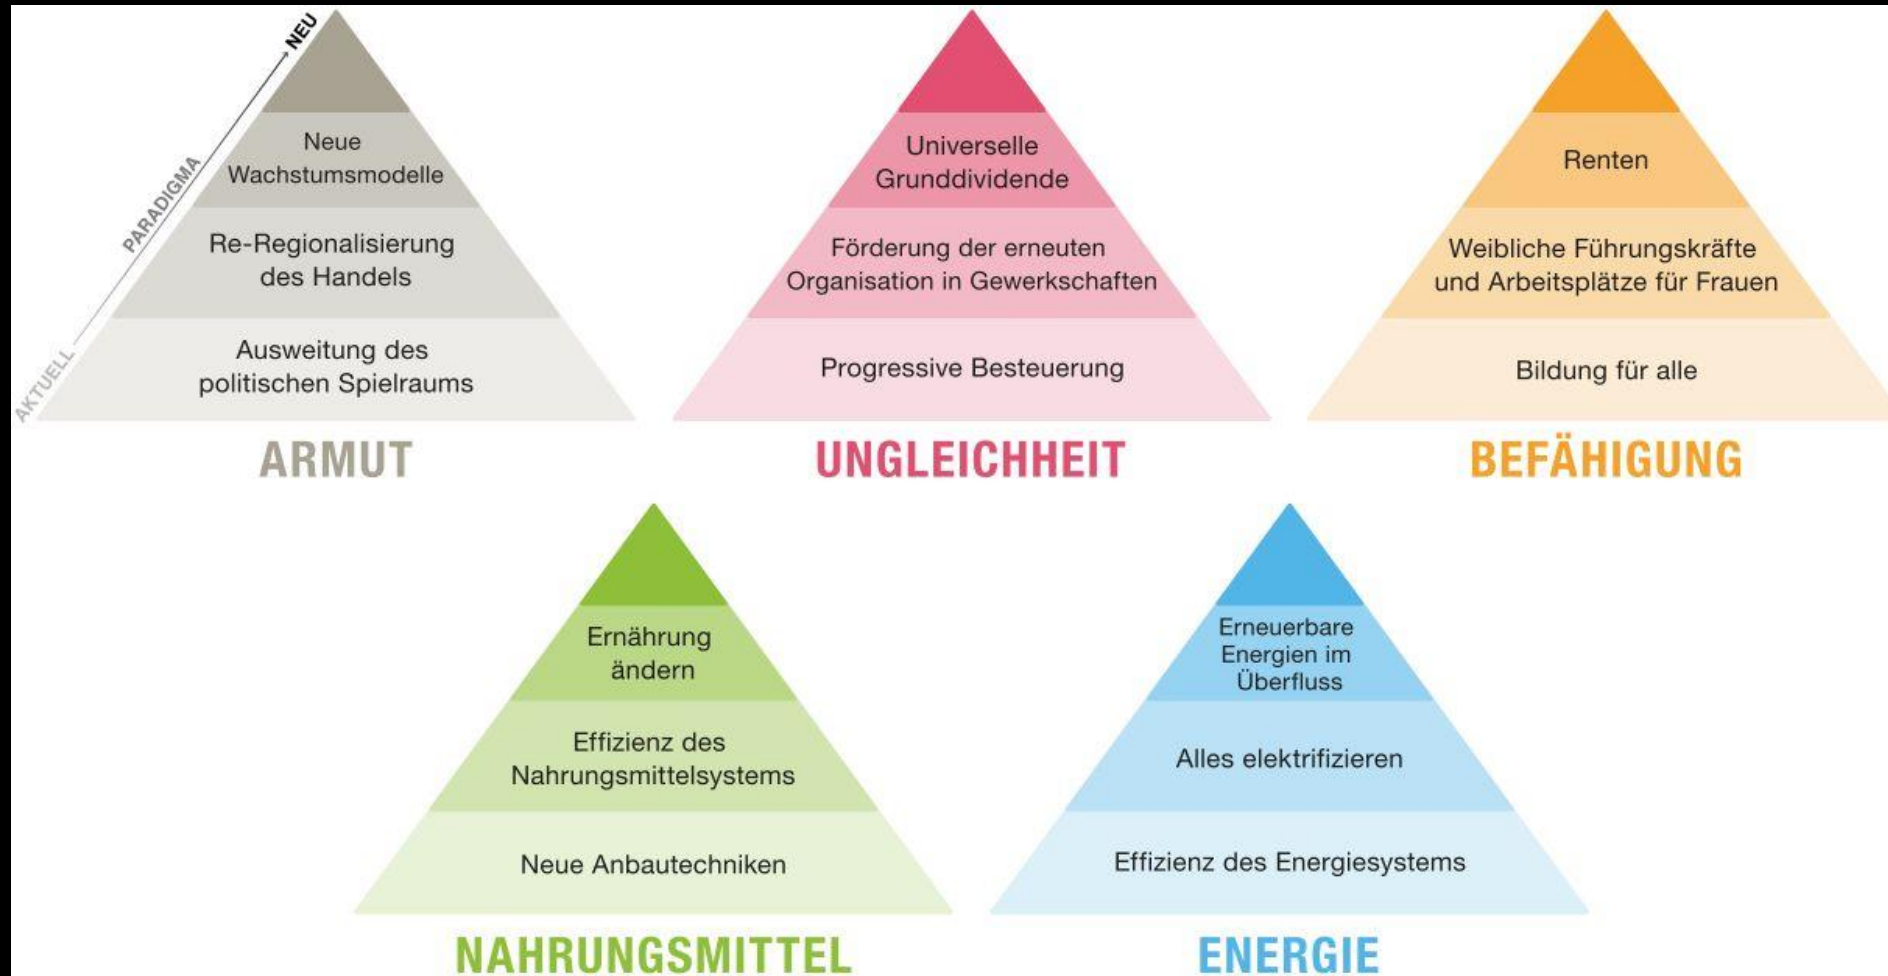 AKTUELL
PARADIGMA
NEU
Neue
Wachstumsmodelle
Re-Regionalisierung
des Handels
Ausweitung des
politischen Spielraums
ARMUT
Universelle
Grunddividende
Förderung der erneuten
Organisation in Gewerkschaften
Progressive Besteuerung
UNGLEICHHEIT
Renten
Weibliche Führungskräfte
und Arbeitsplätze für Frauen
Bildung für alle
BEFÄHIGUNG
Ernährung
ändern
Effizienz des
Nahrungsmittelsystems
Neue Anbautechniken
NAHRUNGSMITTEL
Erneuerbare
Energien im
Überfluss
Alles elektrifizieren
Effizienz des Energiesystems
ENERGIE